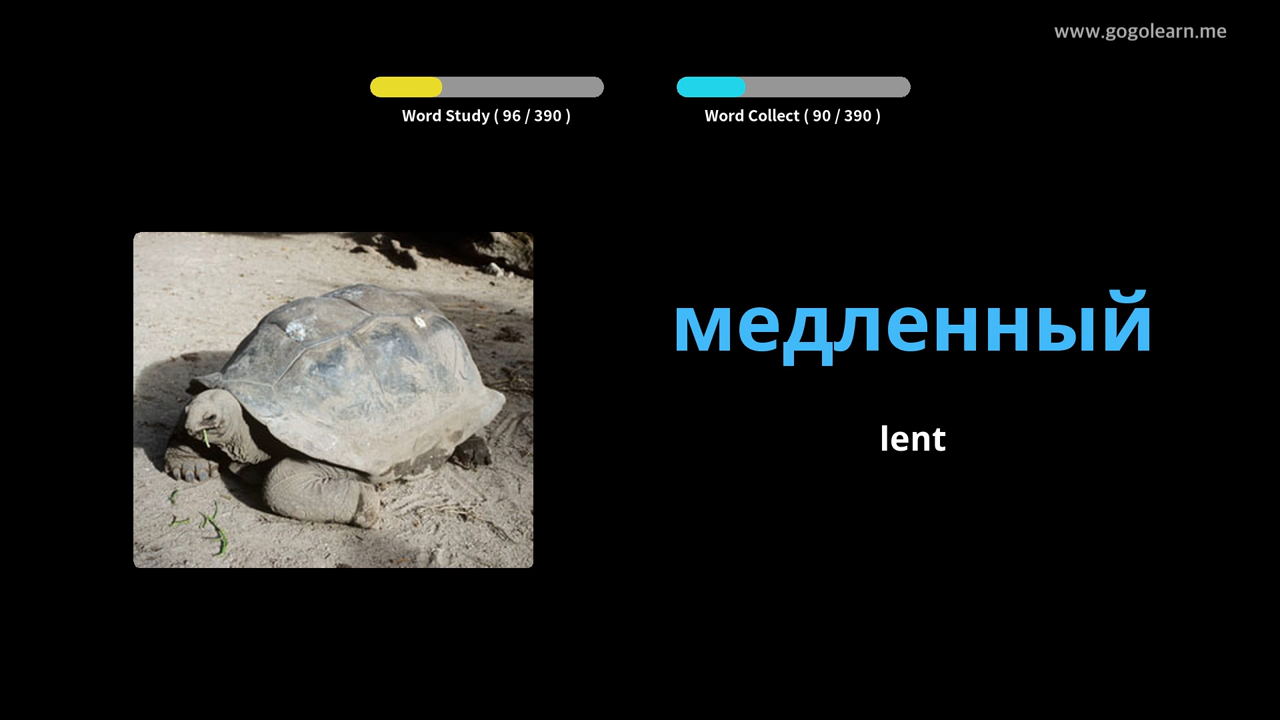 www.gogolearn.me
Word Study ( 96 / 390 )
Word Collect ( 90 / 390 )
медленный
lent